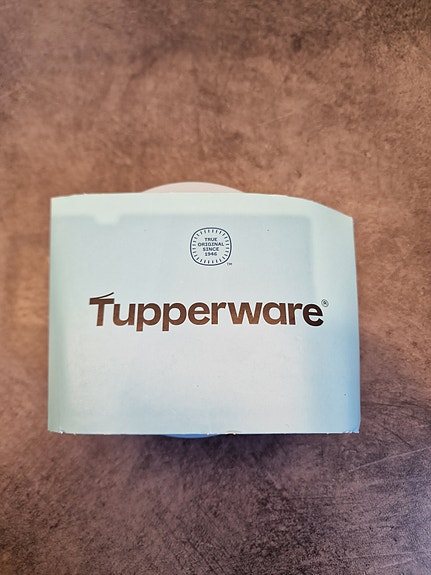 TRUE
ORIGINAL
SINCE
1946
™
Tupperware®